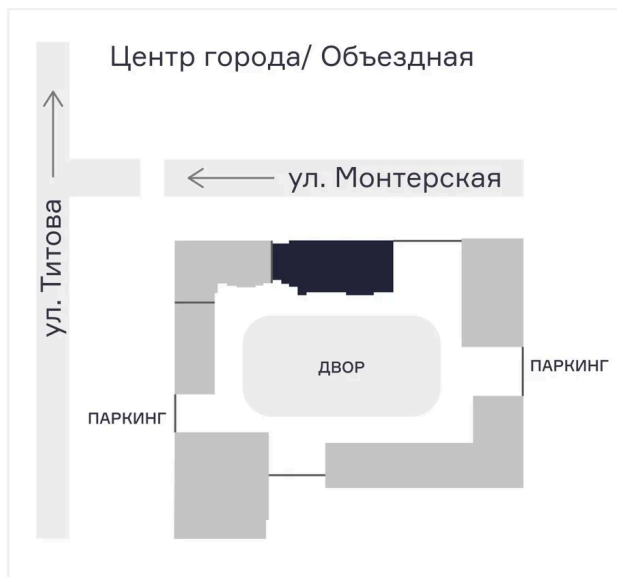 Центр города/ Объездная
ул. Монтерская
ул. Титова
ДВОР
ПАРКИНГ
ПАРКИНГ